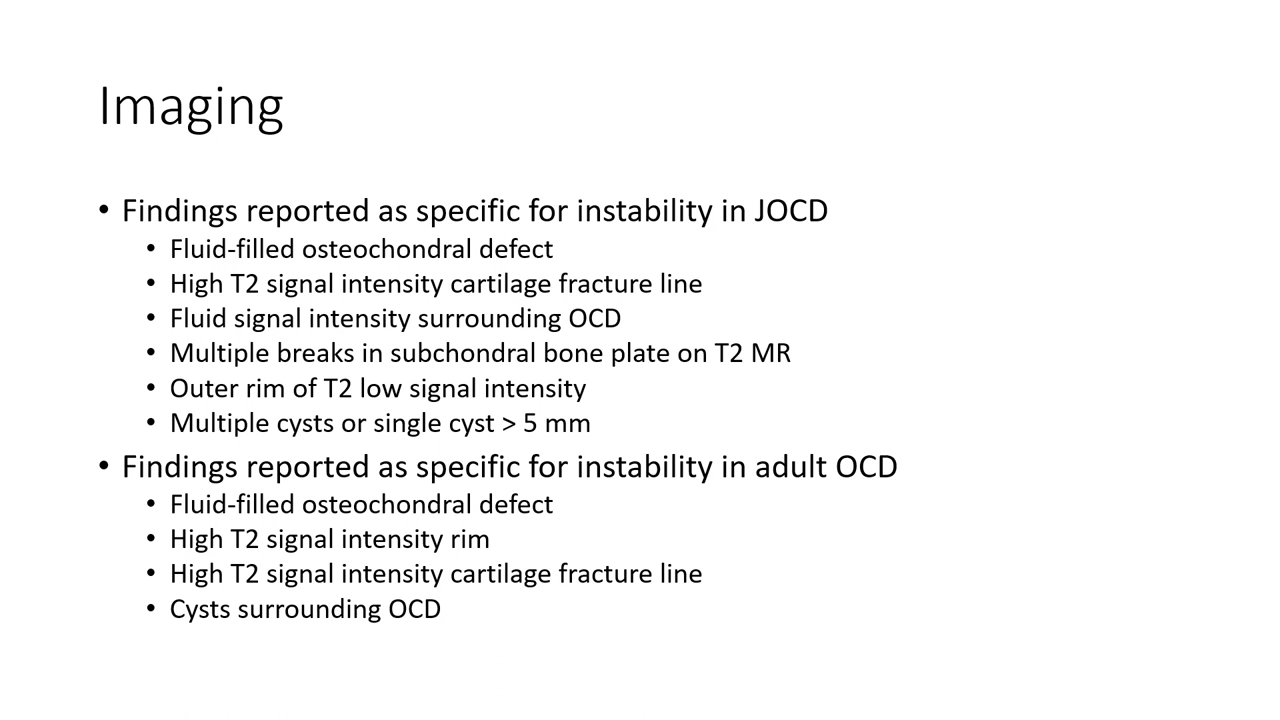 Imaging
• Findings reported as specific for instability in JOCD
• Fluid-filled osteochondral defect
• High T2 signal intensity cartilage fracture line
• Fluid signal intensity surrounding OCD
• Multiple breaks in subchondral bone plate on T2 MR
• Outer rim of T2 low signal intensity
• Multiple cysts or single cyst > 5 mm
• Findings reported as specific for instability in adult OCD
• Fluid-filled osteochondral defect
• High T2 signal intensity rim
• High T2 signal intensity cartilage fracture line
• Cysts surrounding OCD